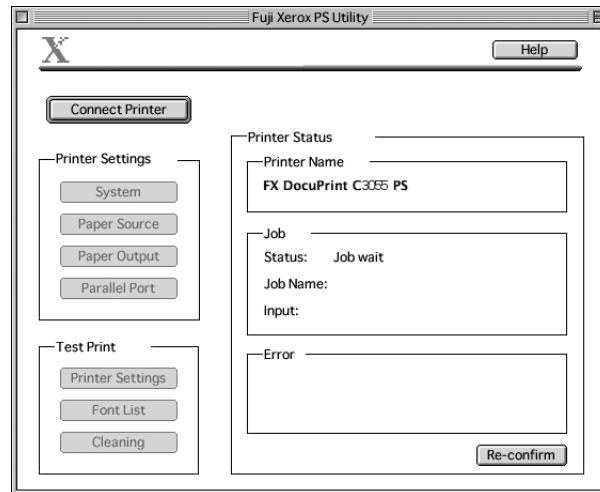 Fuji Xerox PS Utility
X
Help
Connect Printer
Printer Settings
System
Paper Source
Paper Output
Parallel Port
Test Print
Printer Settings
Font List
Cleaning
Printer Status
Printer Name
FX DocuPrint C3055 PS
Job
Status: Job wait
Job Name:
Input:
Error
Re-confirm